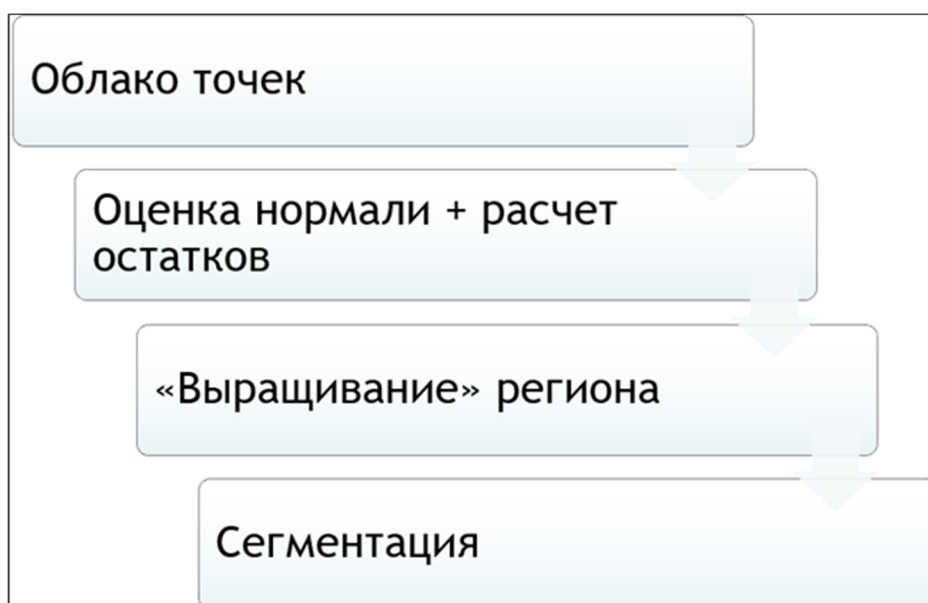 Облако точек
Оценка нормали + расчет
остатков
«Выращивание» региона
Сегментация